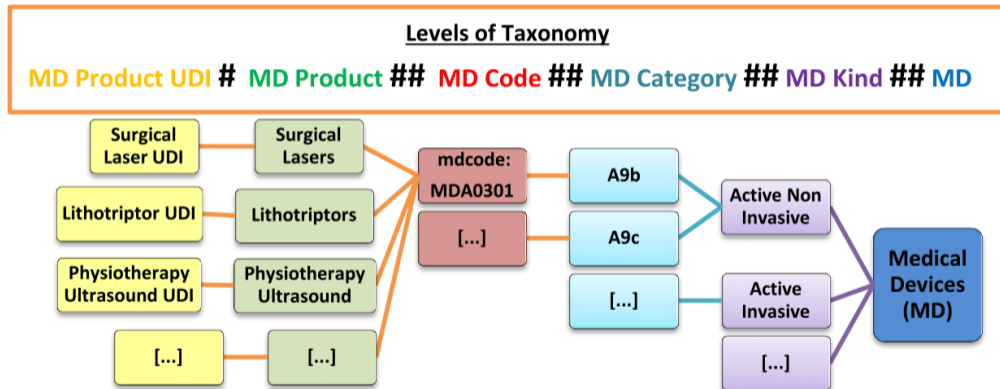 Levels of Taxonomy
MD Product UDI # MD Product ## MD Code ## MD Category ## MD Kind ## MD
Surgical
Laser UDI
Surgical
Lasers
mdcode:
MDA0301
A9b
Active Non
Invasive
Lithotriptor UDI
Lithotriptors
[...]
A9c
Medical
Devices
(MD)
Physiotherapy
Ultrasound UDI
Physiotherapy
Ultrasound
[...]
Active
Invasive
[...]
[...]
[...]